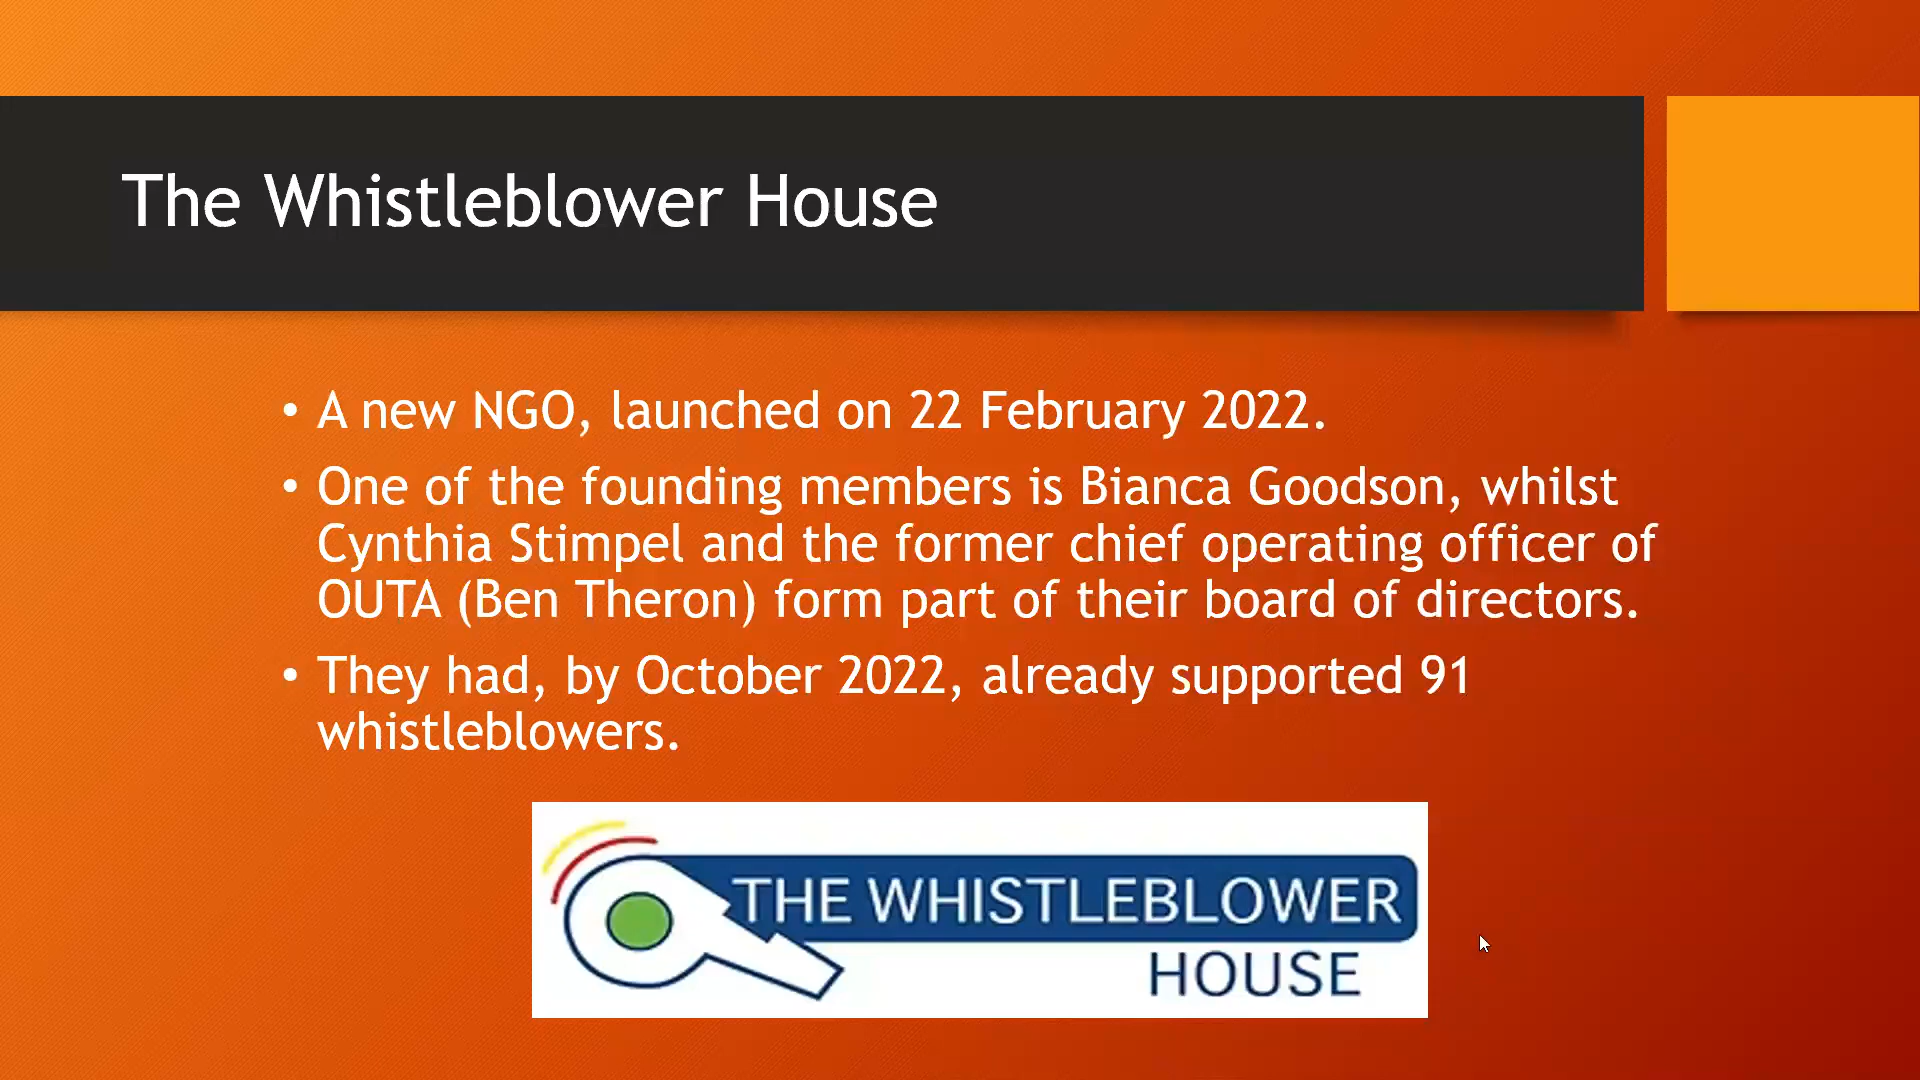 The Whistleblower House
• A new NGO, launched on 22 February 2022.
• One of the founding members is Bianca Goodson, whilst
Cynthia Stimpel and the former chief operating officer of
OUTA (Ben Theron) form part of their board of directors.
• They had, by October 2022, already supported 91
whistleblowers.
THE WHISTLEBLOWER
HOUSE